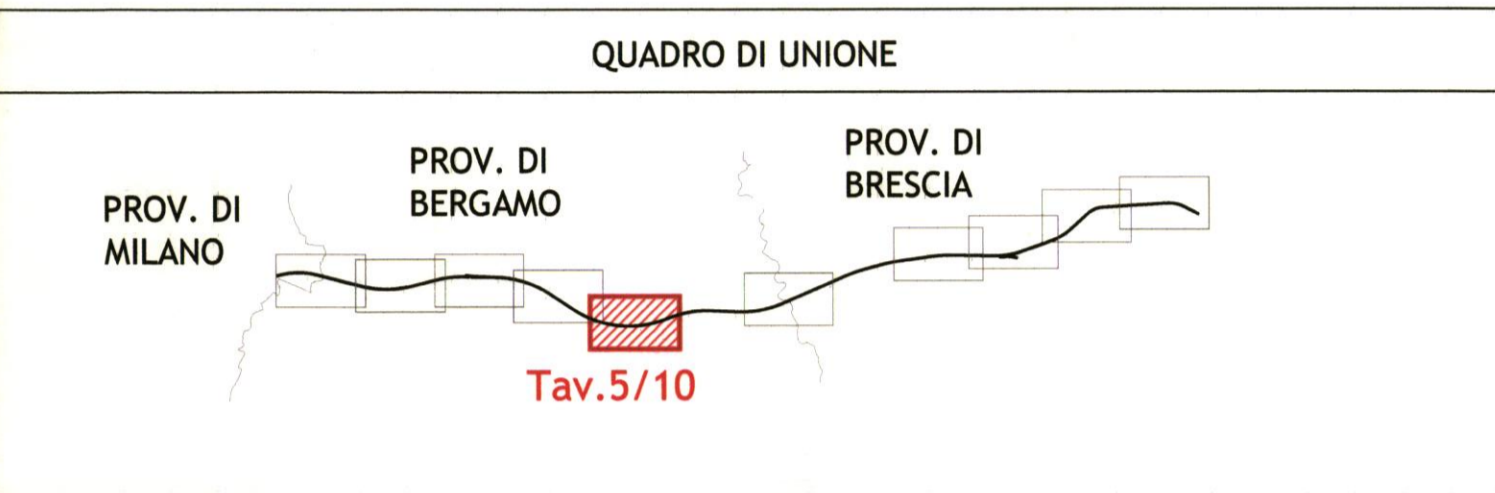 QUADRO DI UNIONE
PROV. DI
MILANO
PROV. DI
BERGAMO
PROV. DI
BRESCIA
Tav.5/10